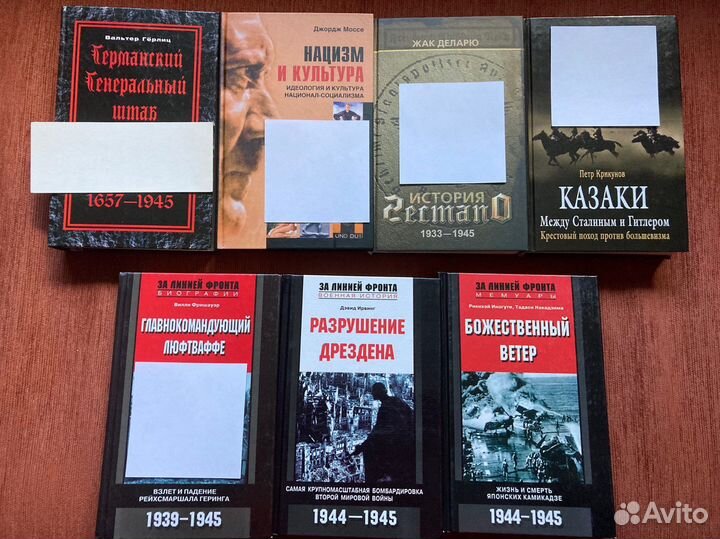 Вальтер Гёрлиц
Германский
Генеральный
штаб
1657—1945
Джордж Моссе
НАЦИЗМ
И КУЛЬТУРА
ИДЕОЛОГИЯ И КУЛЬТУРА
НАЦИОНАЛ-СОЦИАЛИЗМА
UND DU?
ЖАК ДЕЛАРЮ
ИСТОРИЯ
ГЕСТАПО
1933—1945
Петр Крикунов
КАЗАКИ
Между Сталиным и Гитлером
Крестовый поход против большевизма
ЗА ЛИНИЕЙ ФРОНТА
БИОГРАФИИ
Вилли Фришауэр
ГЛАВНОКОМАНДУЮЩИЙ
ЛЮФТВАФФЕ
ВЗЛЕТ И ПАДЕНИЕ
РЕЙХСМАРШАЛА ГЕРИНГА
1939-1945
ЗА ЛИНИЕЙ ФРОНТА
ВОЕННАЯ ИСТОРИЯ
Дэвид Ирвинг
РАЗРУШЕНИЕ
ДРЕЗДЕНА
САМАЯ КРУПНОМАСШТАБНАЯ БОМБАРДИРОВКА
ВТОРОЙ МИРОВОЙ ВОЙНЫ
1944—1945
ЗА ЛИНИЕЙ ФРОНТА
МЕМУАРЫ
Рикихэй Иногути, Тадаси Накадзима
БОЖЕСТВЕННЫЙ
ВЕТЕР
ЖИЗНЬ И СМЕРТЬ
ЯПОНСКИХ КАМИКАДЗЕ
1944-1945
Avito